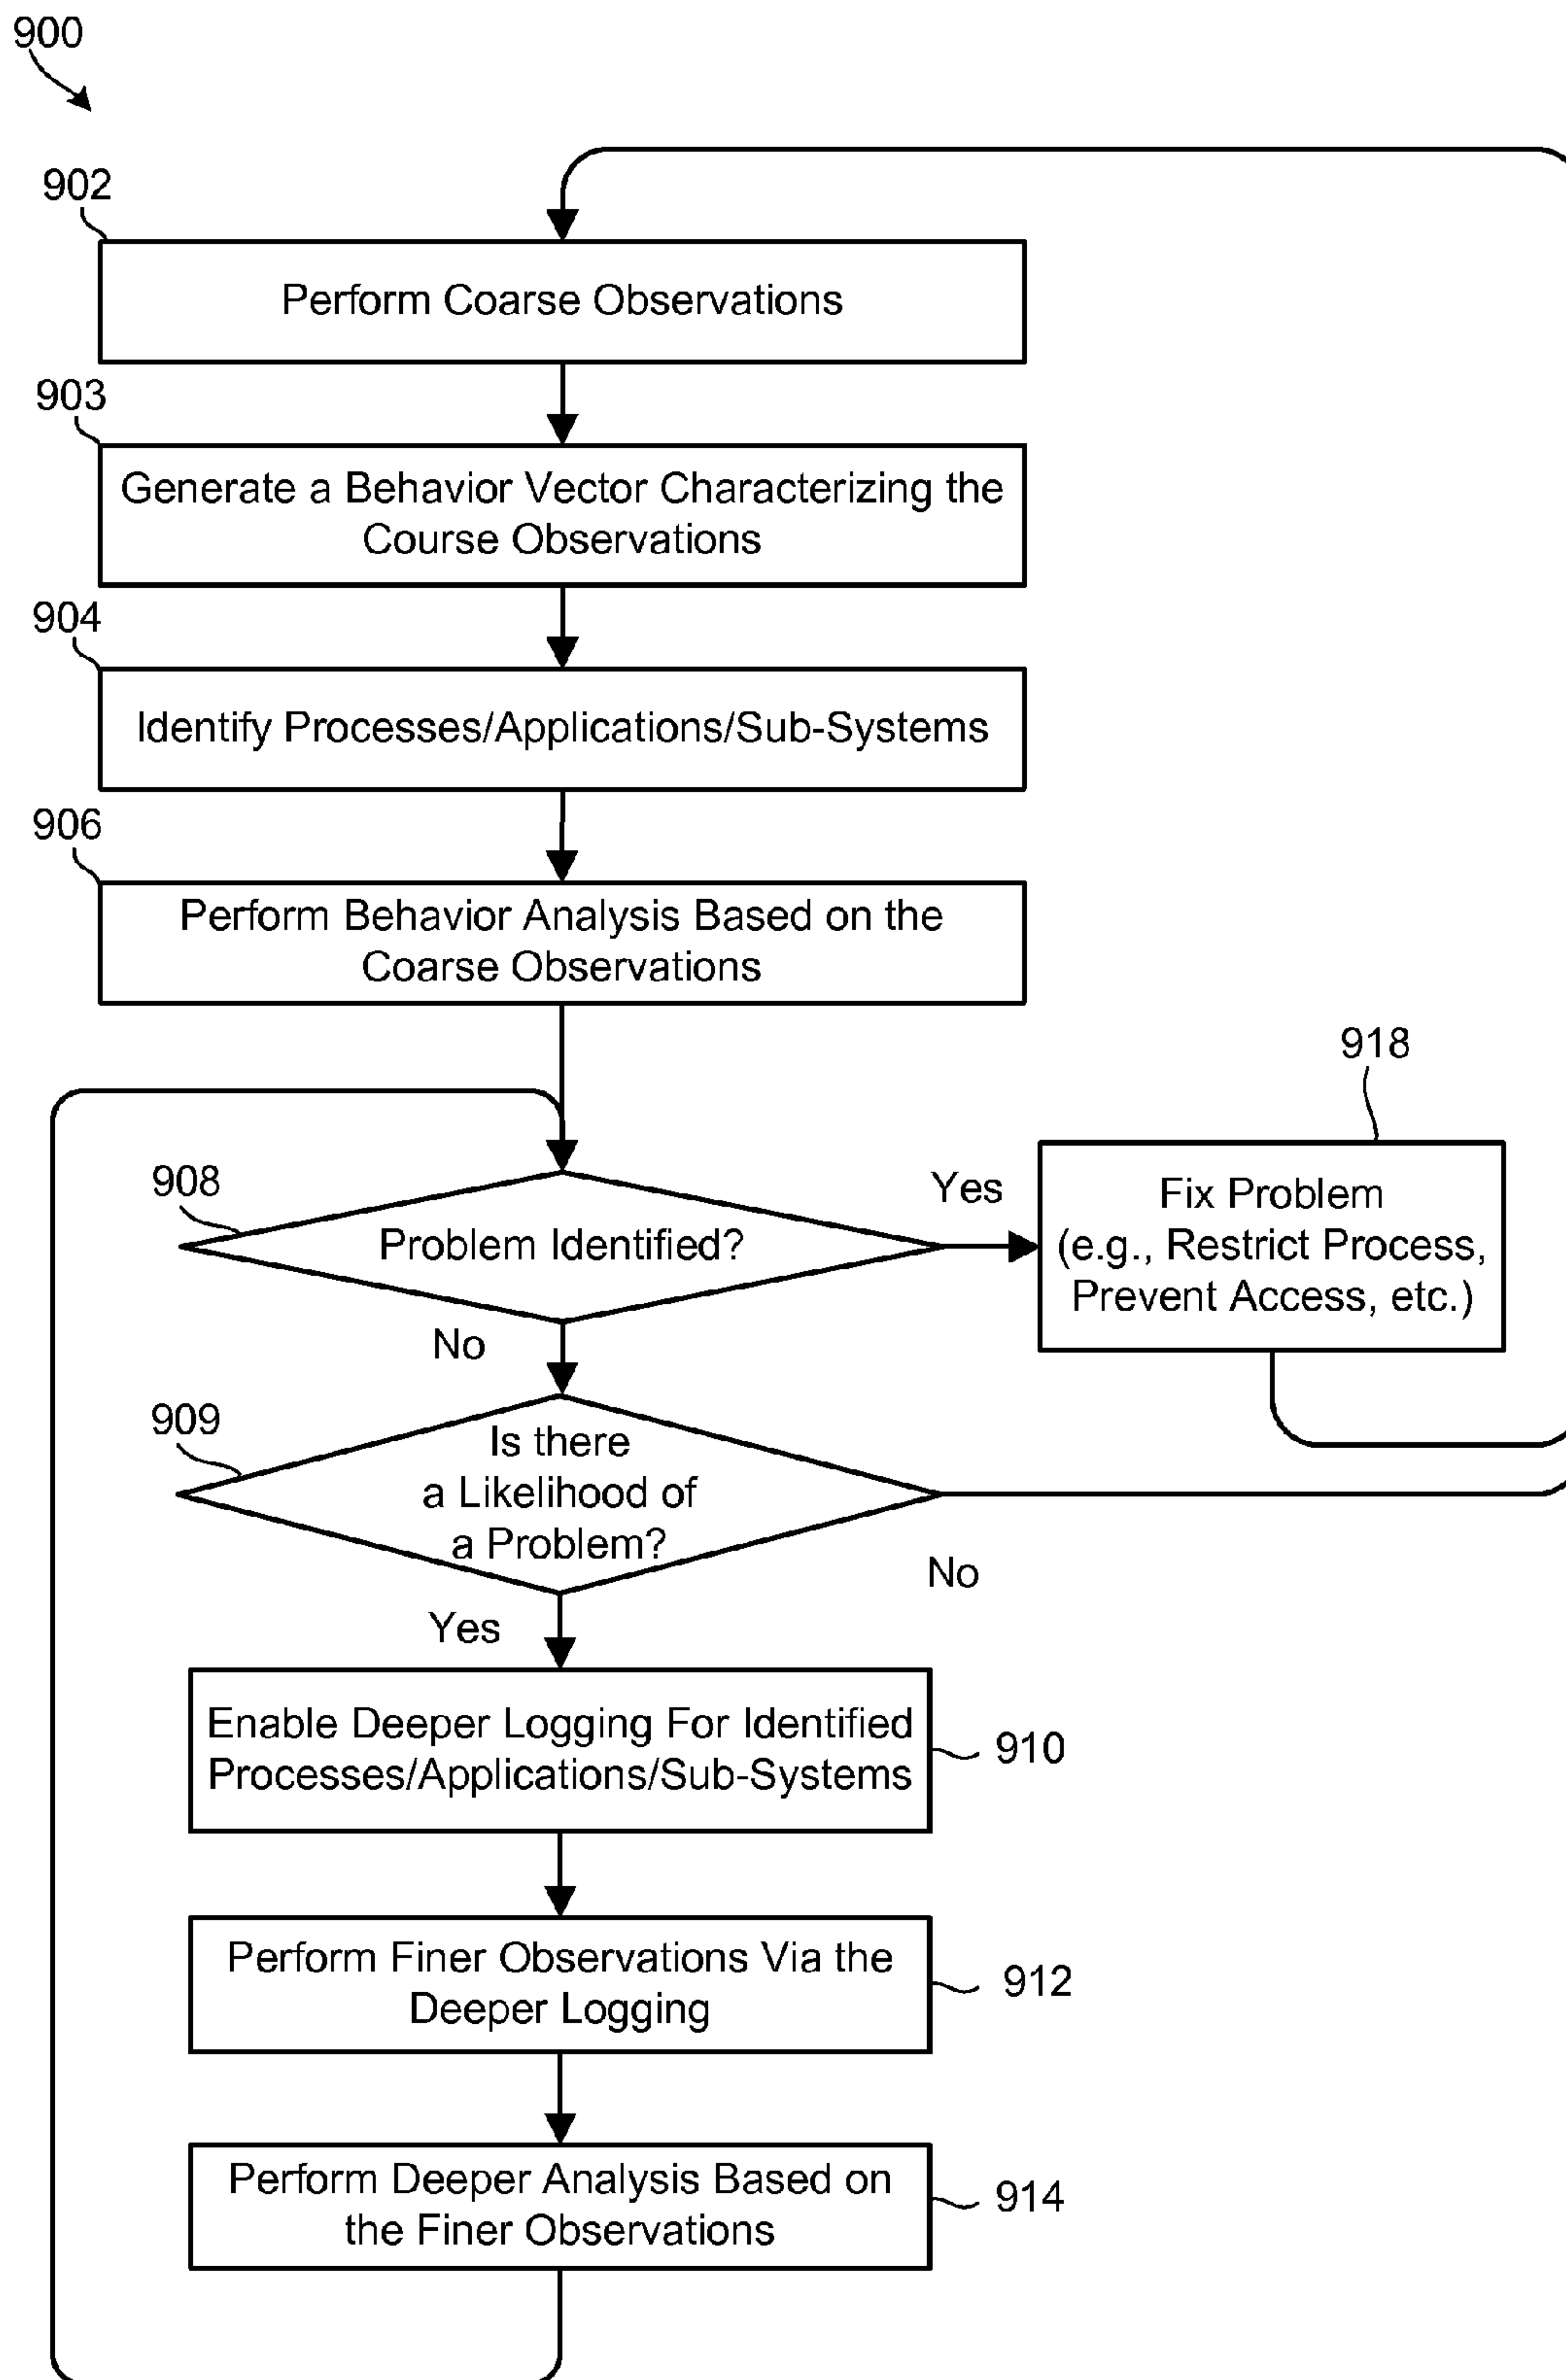 900
902
Perform Coarse Observations
903
Generate a Behavior Vector Characterizing the
Course Observations
904
Identify Processes/Applications/Sub-Systems
906
Perform Behavior Analysis Based on the
Coarse Observations
918
908
Problem Identified?
Yes
Fix Problem
(e.g., Restrict Process,
Prevent Access, etc.)
No
909
Is there
a Likelihood of
a Problem?
No
Yes
Enable Deeper Logging For Identified
Processes/Applications/Sub-Systems
910
Perform Finer Observations Via the
Deeper Logging
912
Perform Deeper Analysis Based on
the Finer Observations
914